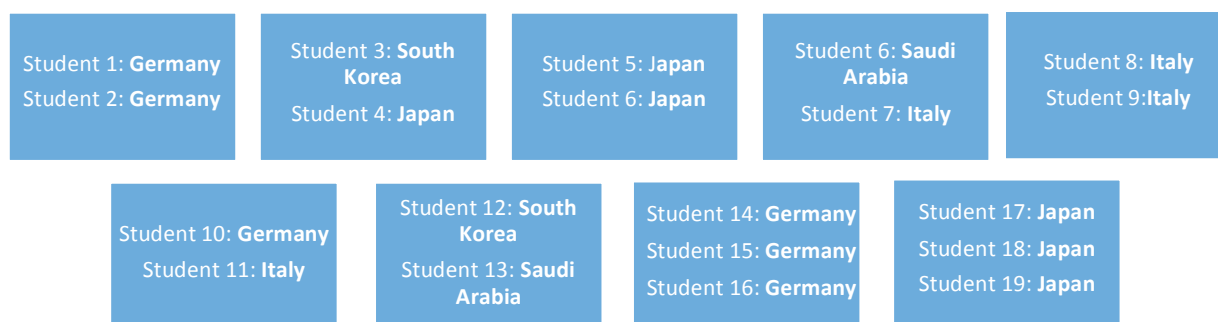 Student 1: Germany
Student 2: Germany
Student 3: South
Korea
Student 4: Japan
Student 5: Japan
Student 6: Japan
Student 6: Saudi
Arabia
Student 7: Italy
Student 8: Italy
Student 9:Italy
Student 10: Germany
Student 11: Italy
Student 12: South
Korea
Student 13: Saudi
Arabia
Student 14: Germany
Student 15: Germany
Student 16: Germany
Student 17: Japan
Student 18: Japan
Student 19: Japan